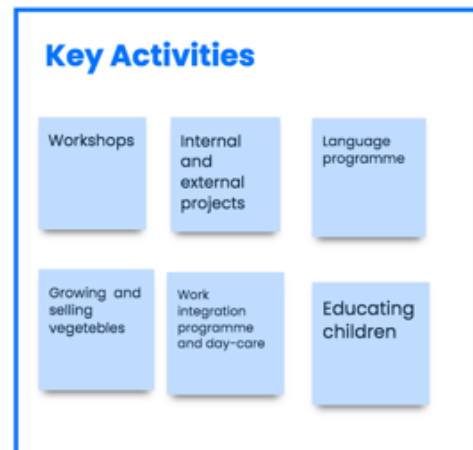 Key Activities
Workshops
Internal
and
external
projects
Language
programme
Growing and
selling
vegetebles
Work
integration
programme
and day-care
Educating
children